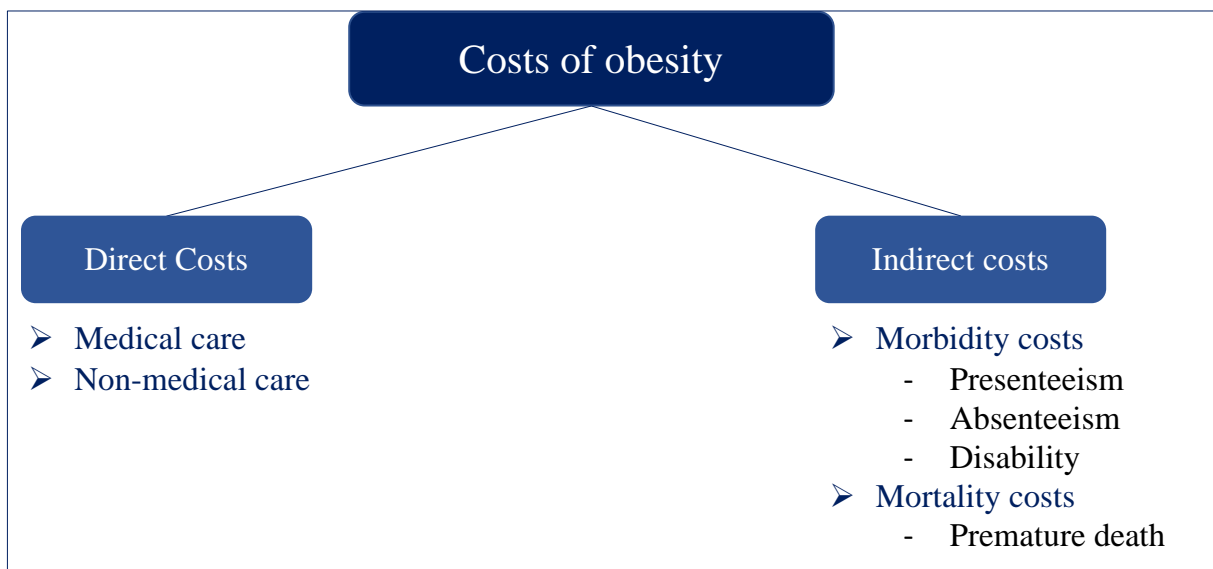 Costs of obesity
Direct Costs
➢ Medical care
➢ Non-medical care
Indirect costs
➢ Morbidity costs
- Presenteeism
- Absenteeism
- Disability
➢ Mortality costs
- Premature death